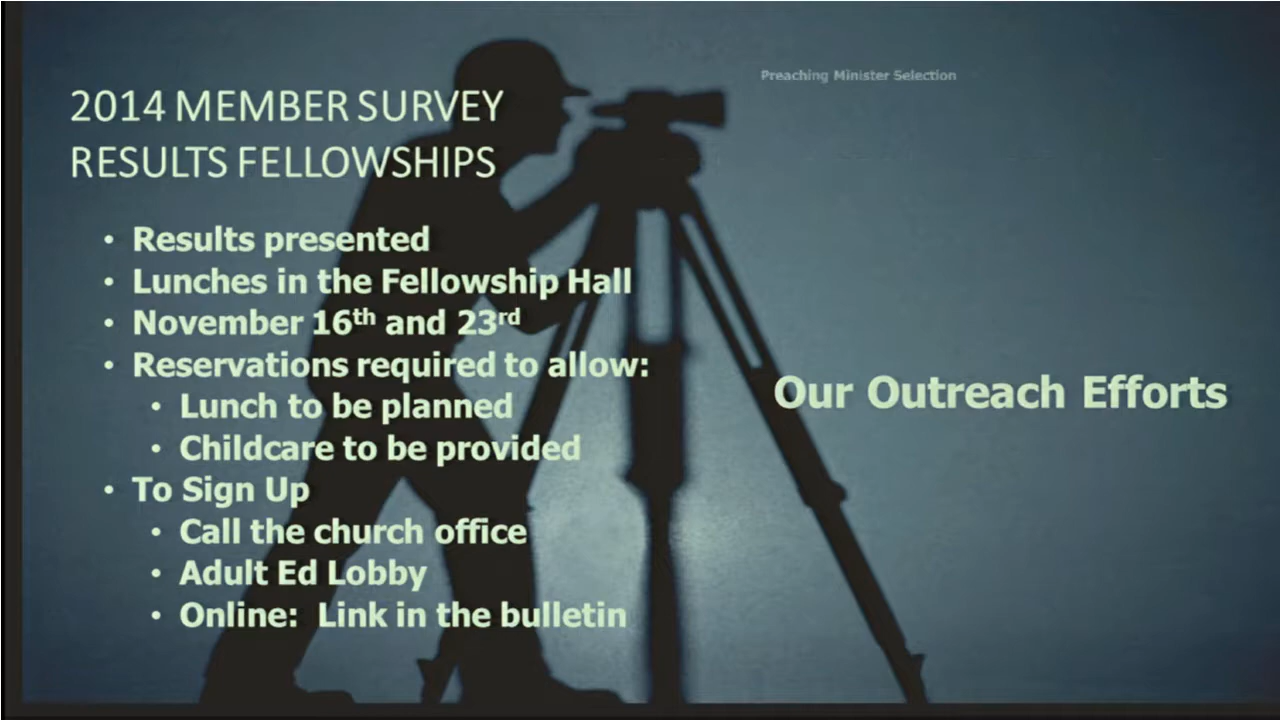 2014 MEMBER SURVEY
RESULTS FELLOWSHIPS
• Results presented
• Lunches in the Fellowship Hall
• November 16th and 23rd
• Reservations required to allow:
• Lunch to be planned
• Childcare to be provided
• To Sign Up
• Call the church office
• Adult Ed Lobby
• Online: Link in the bulletin
Preaching Minister Selection
Our Outreach Efforts